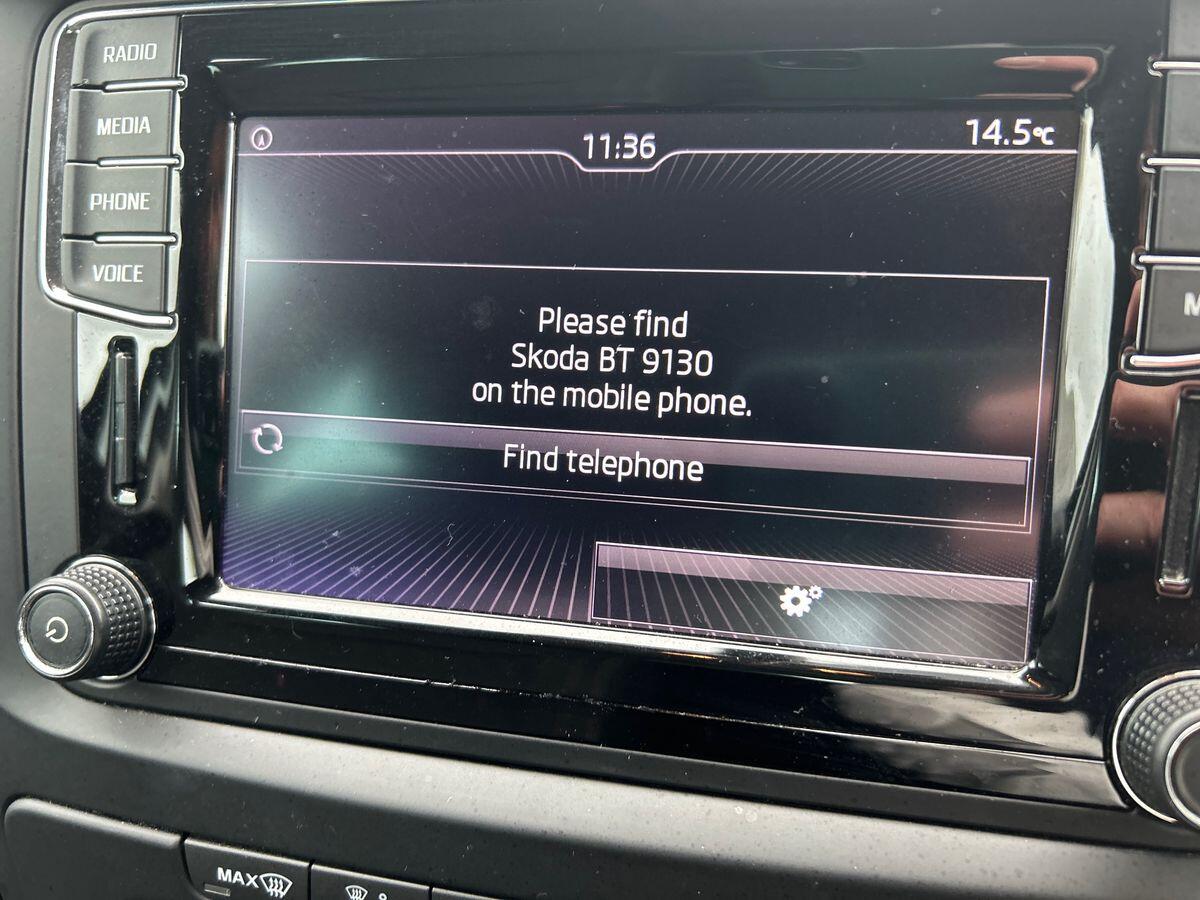 RADIO
MEDIA
PHONE
VOICE
11:36
14.5°C
Please find
Skoda BT 9130
on the mobile phone.
Find telephone
MAX